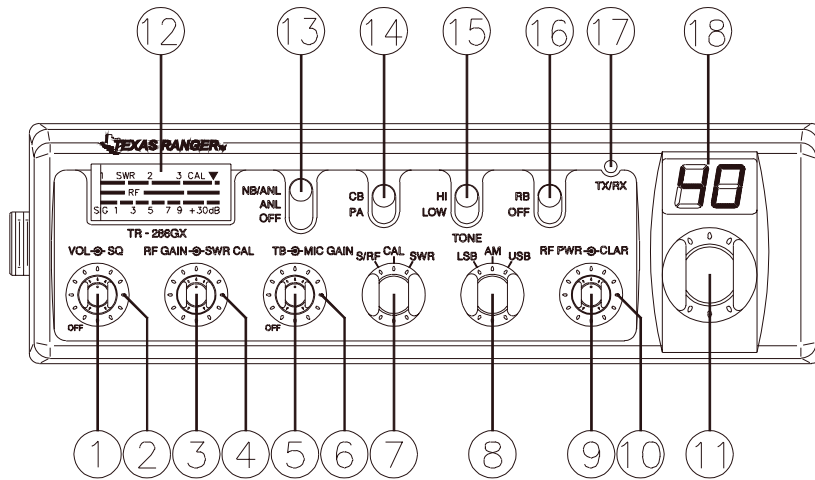 12 13 14 15 16 17 18
TEXAS RANGER
1 SWR 2 3 CAL
RF
SIG 1 3 5 7 9 +30dB
TR - 286GX
NB/ANL
ANL
OFF
CB
PA
HI
LOW
TONE
RB
OFF
TX/RX
40
VOL SQ
OFF
RF GAIN SWR CAL
TB MIC GAIN
OFF
S/RF CAL SWR
LSB AM USB
RF PWR CLAR
1 2 3 4 5 6 7 8 9 10 11